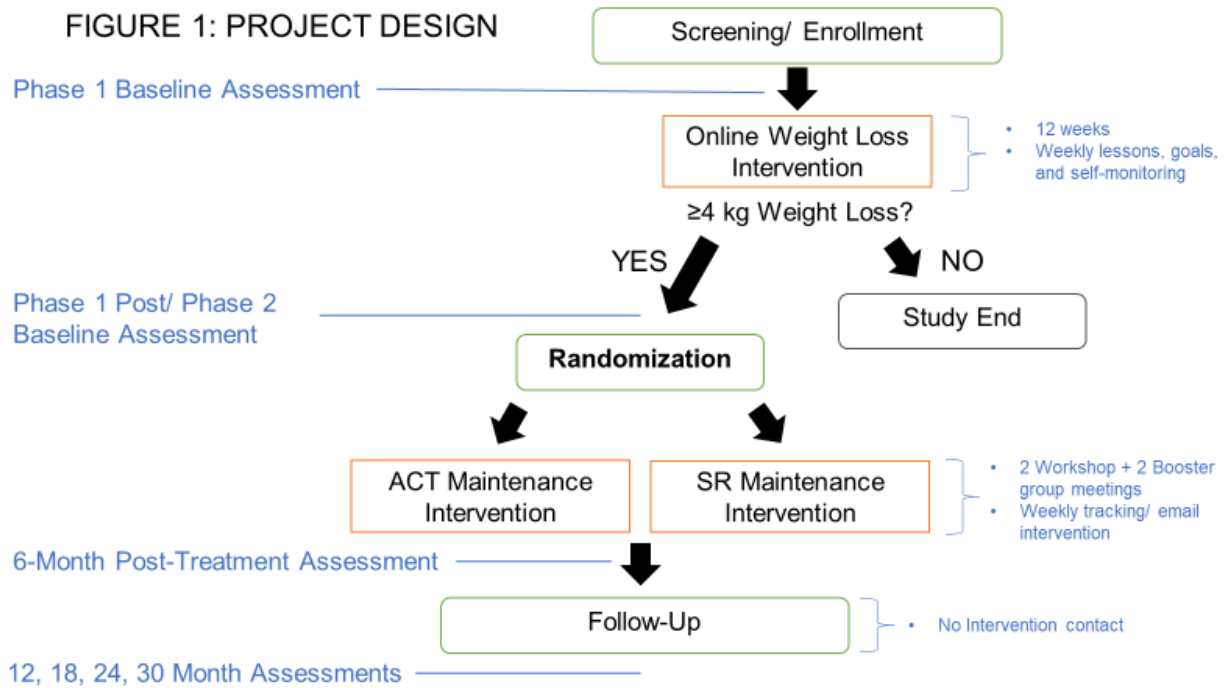 FIGURE 1: PROJECT DESIGN
Screening/ Enrollment
Phase 1 Baseline Assessment
Online Weight Loss
Intervention
• 12 weeks
• Weekly lessons, goals,
and self-monitoring
≥4 kg Weight Loss?
YES
NO
Phase 1 Post/ Phase 2
Baseline Assessment
Study End
Randomization
ACT Maintenance
Intervention
SR Maintenance
Intervention
• 2 Workshop + 2 Booster
group meetings
• Weekly tracking/ email
intervention
6-Month Post-Treatment Assessment
Follow-Up
• No Intervention contact
12, 18, 24, 30 Month Assessments